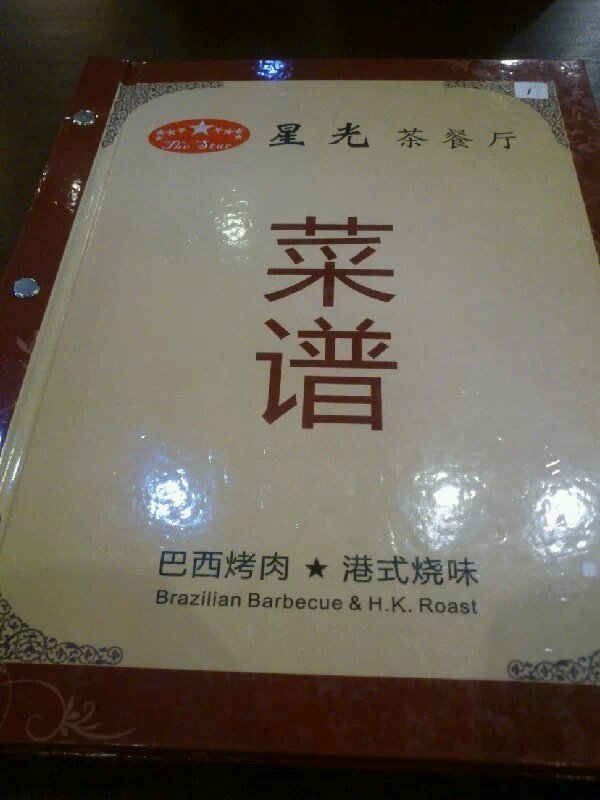 The Star 星光 茶餐厅
1
菜
谱
巴西烤肉 ★ 港式烧味
Brazilian Barbecue & H.K. Roast